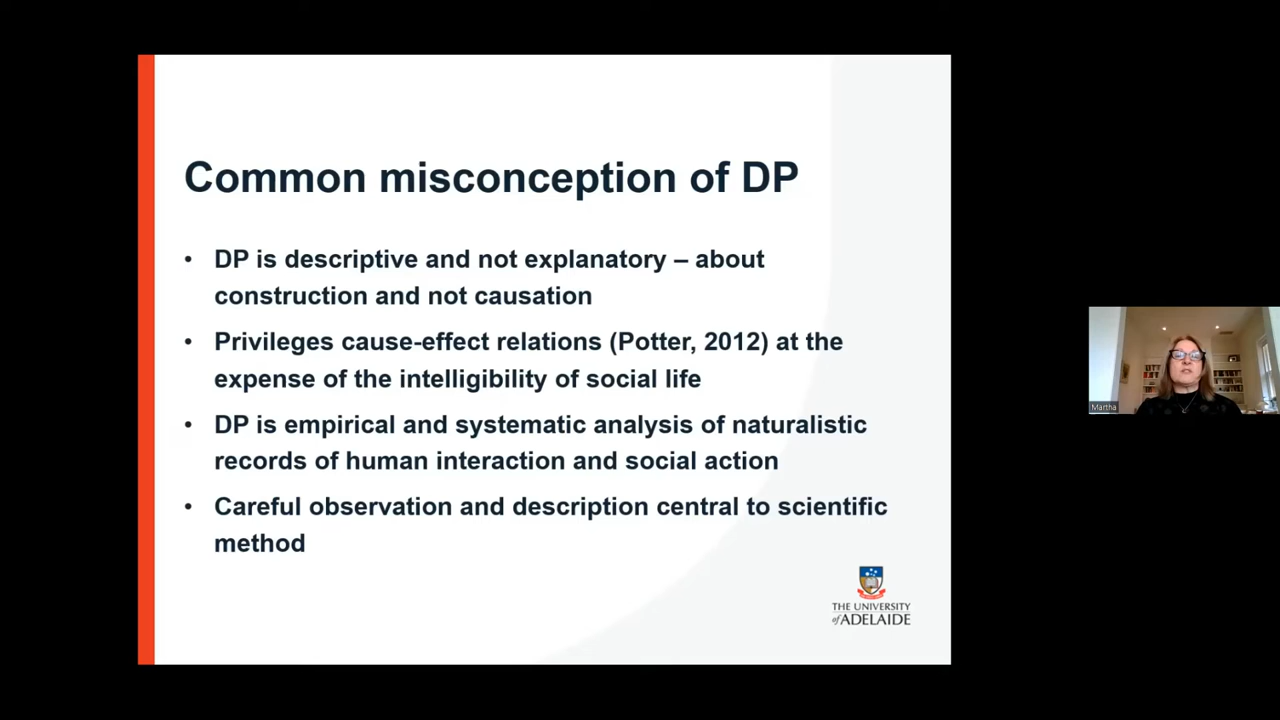 Common misconception of DP
• DP is descriptive and not explanatory – about
construction and not causation
• Privileges cause-effect relations (Potter, 2012) at the
expense of the intelligibility of social life
• DP is empirical and systematic analysis of naturalistic
records of human interaction and social action
• Careful observation and description central to scientific
method
THE UNIVERSITY
of ADELAIDE
Martha